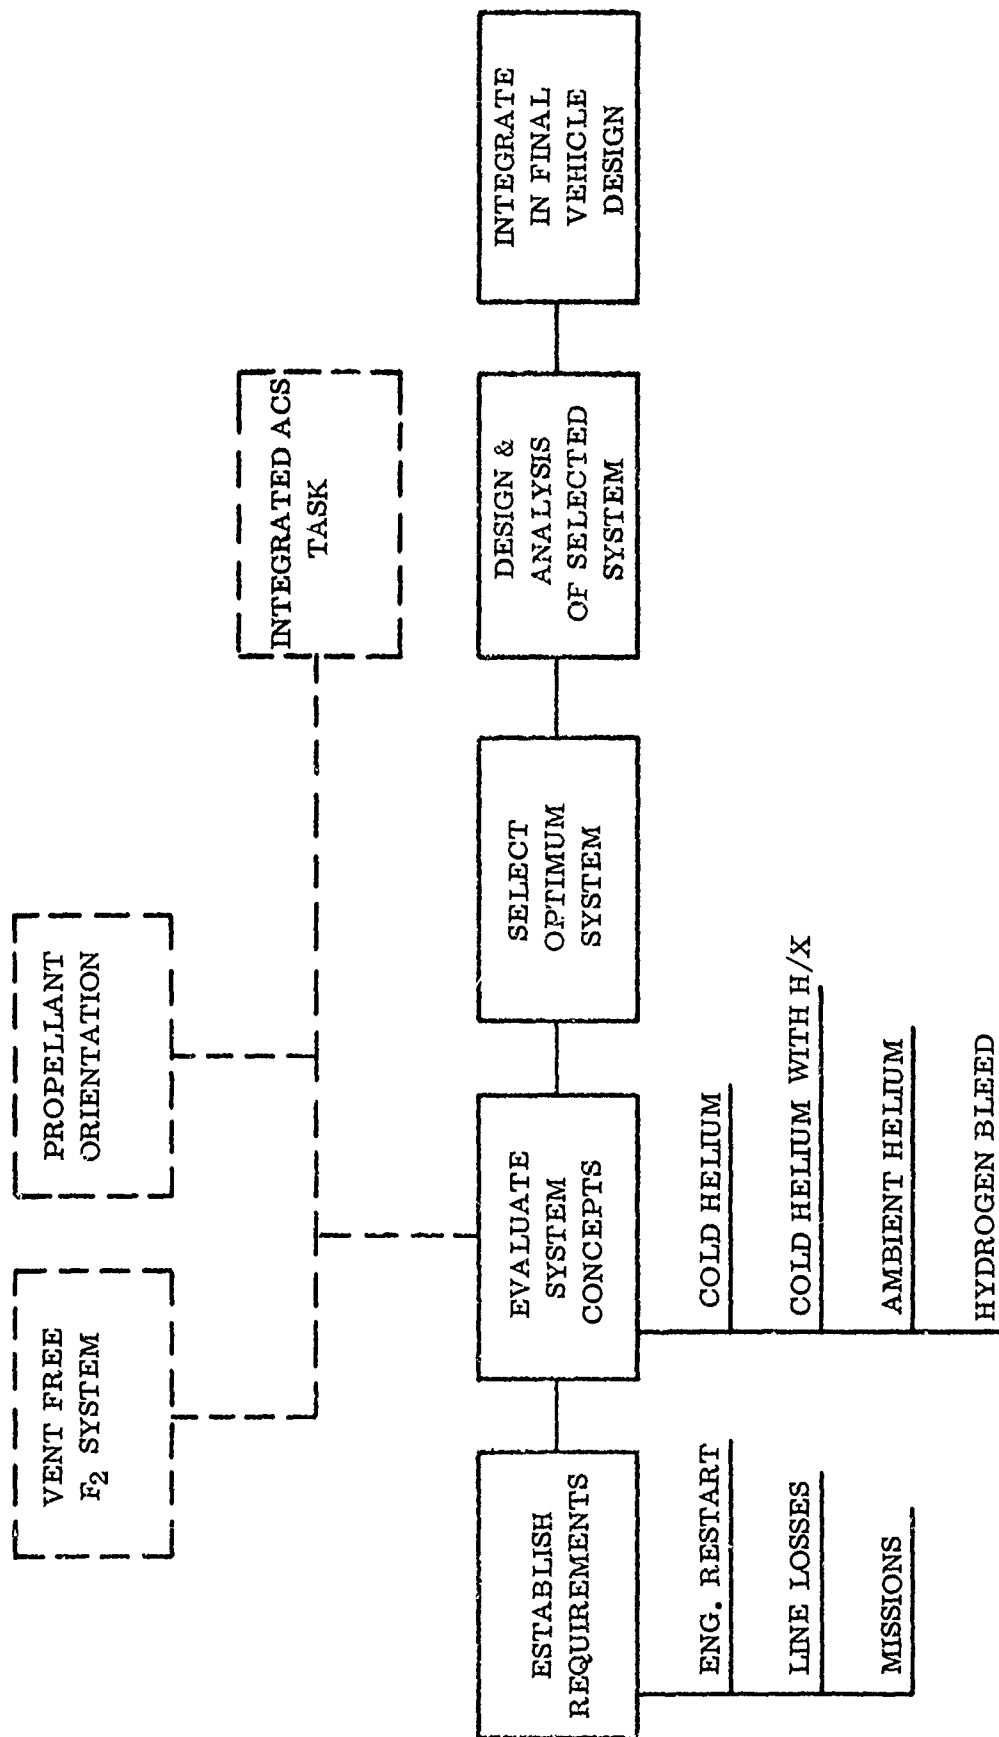 VENT FREE
F₂ SYSTEM
PROPELLANT
ORIENTATION
INTEGRATED ACS
TASK
ESTABLISH
REQUIREMENTS
EVALUATE
SYSTEM
CONCEPTS
SELECT
OPTIMUM
SYSTEM
DESIGN &
ANALYSIS
OF SELECTED
SYSTEM
INTEGRATE
IN FINAL
VEHICLE
DESIGN
ENG. RESTART
LINE LOSSES
MISSIONS
COLD HELIUM
COLD HELIUM WITH H/X
AMBIENT HELIUM
HYDROGEN BLEED